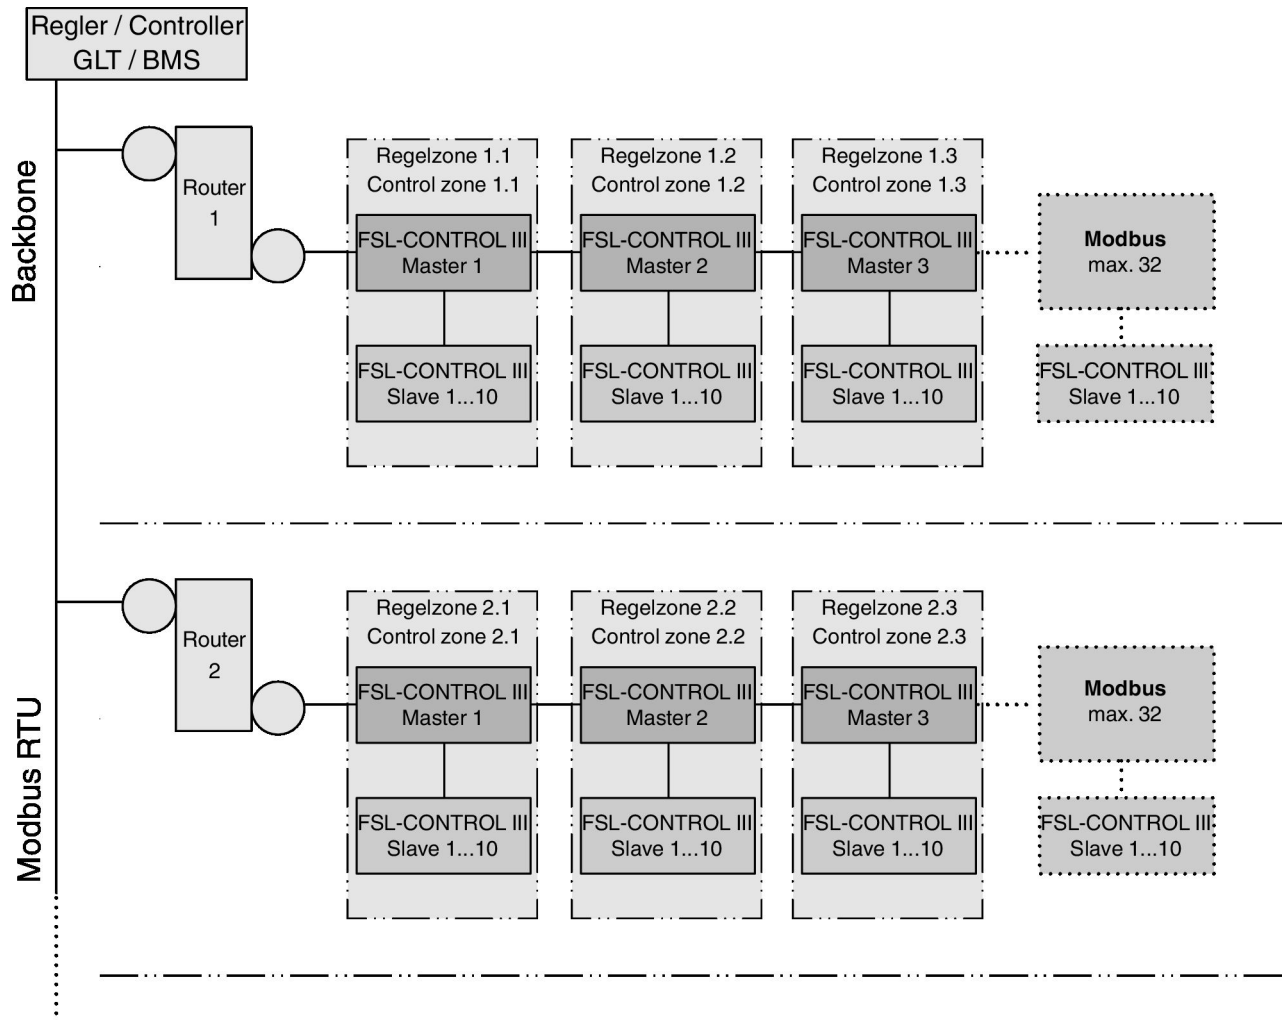 Regler / Controller
GLT / BMS
Backbone
Router
1
Regelzone 1.1
Control zone 1.1
FSL-CONTROL III
Master 1
FSL-CONTROL III
Slave 1...10
Regelzone 1.2
Control zone 1.2
FSL-CONTROL III
Master 2
FSL-CONTROL III
Slave 1...10
Regelzone 1.3
Control zone 1.3
FSL-CONTROL III
Master 3
FSL-CONTROL III
Slave 1...10
Modbus
max. 32
FSL-CONTROL III
Slave 1...10
Modbus RTU
Router
2
Regelzone 2.1
Control zone 2.1
FSL-CONTROL III
Master 1
FSL-CONTROL III
Slave 1...10
Regelzone 2.2
Control zone 2.2
FSL-CONTROL III
Master 2
FSL-CONTROL III
Slave 1...10
Regelzone 2.3
Control zone 2.3
FSL-CONTROL III
Master 3
FSL-CONTROL III
Slave 1...10
Modbus
max. 32
FSL-CONTROL III
Slave 1...10